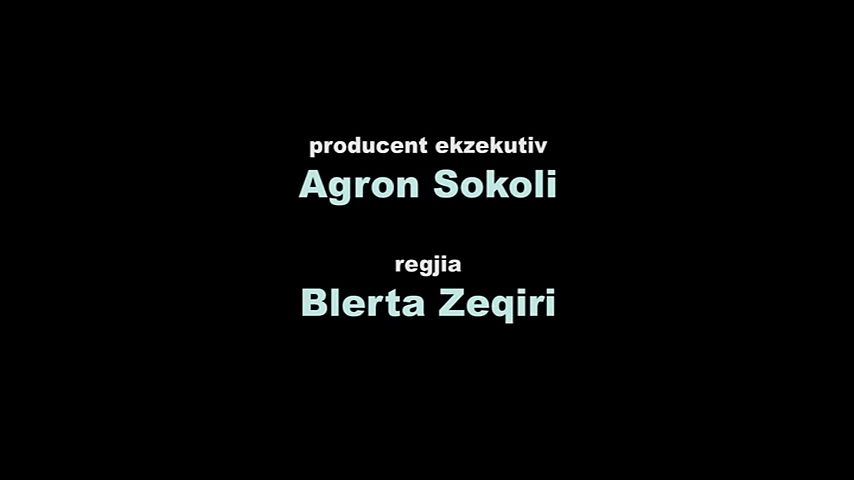 producent ekzekutiv
Agron Sokoli
regjia
Blerta Zeqiri